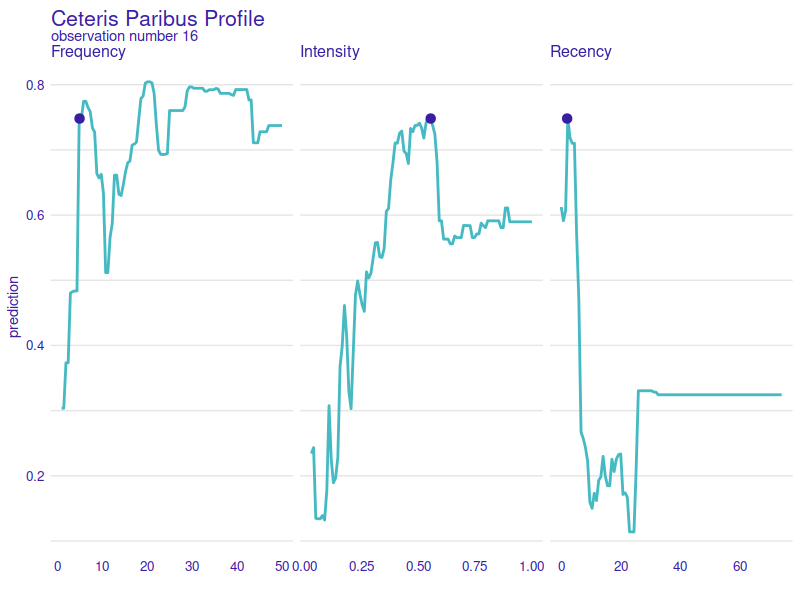 Ceteris Paribus Profile
observation number 16
Frequency Intensity Recency
prediction
0.8
0.6
0.4
0.2
0 10 20 30 40 50 0.00 0.25 0.50 0.75 1.00 0 20 40 60